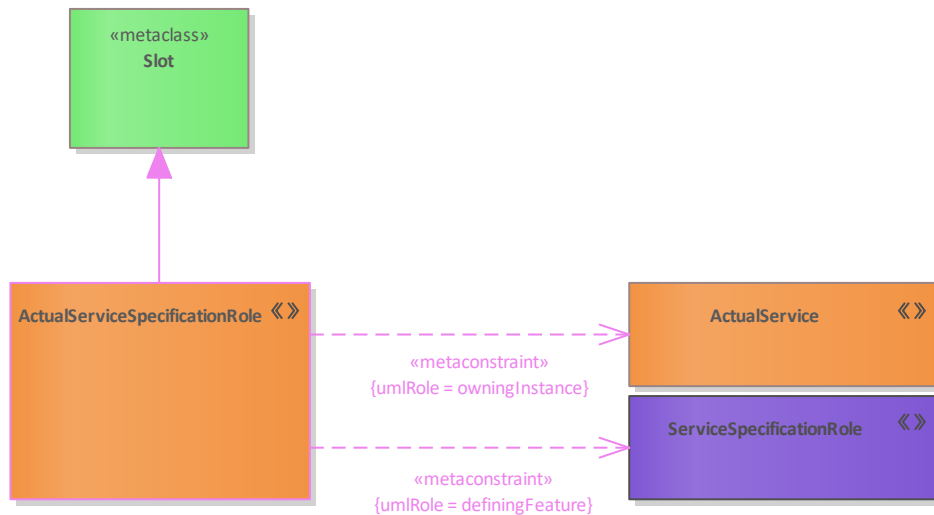 «metaclass»
Slot
ActualServiceSpecificationRole «»
ActualService «»
«metaconstraint»
{umlRole = owningInstance}
ServiceSpecificationRole «»
«metaconstraint»
{umlRole = definingFeature}